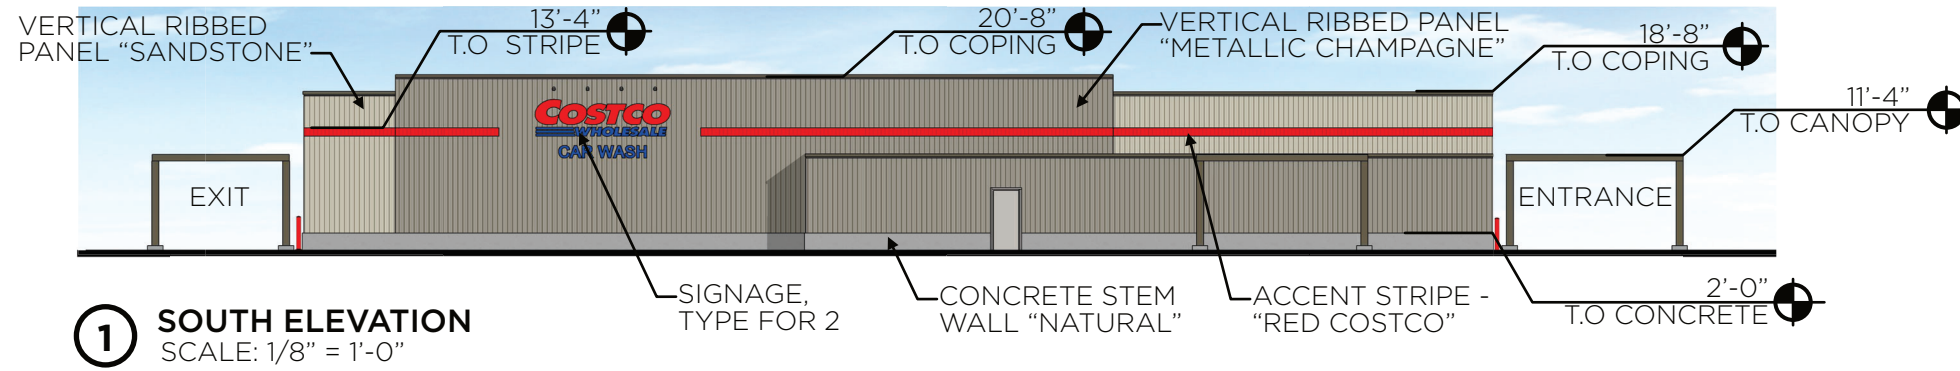 VERTICAL RIBBED
PANEL “SANDSTONE”
13’-4”
T.O STRIPE
20’-8”
T.O COPING
VERTICAL RIBBED PANEL
“METALLIC CHAMPAGNE”
18’-8”
T.O COPING
11’-4”
T.O CANOPY
COSTCO
WHOLESALE
CAR WASH
EXIT
ENTRANCE
SIGNAGE,
TYPE FOR 2
CONCRETE STEM
WALL “NATURAL”
ACCENT STRIPE -
“RED COSTCO”
2’-0”
T.O CONCRETE
1
SOUTH ELEVATION
SCALE: 1/8” = 1’-0”